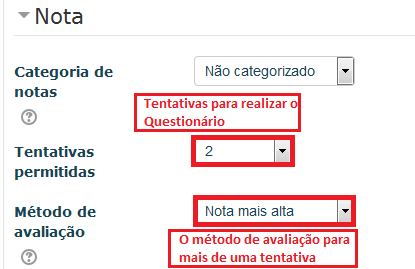 Nota
Categoria de
notas
Não categorizado
Tentativas para realizar o
Questionário
Tentativas
permitidas
2
Método de
avaliação
Nota mais alta
O método de avaliação para
mais de uma tentativa